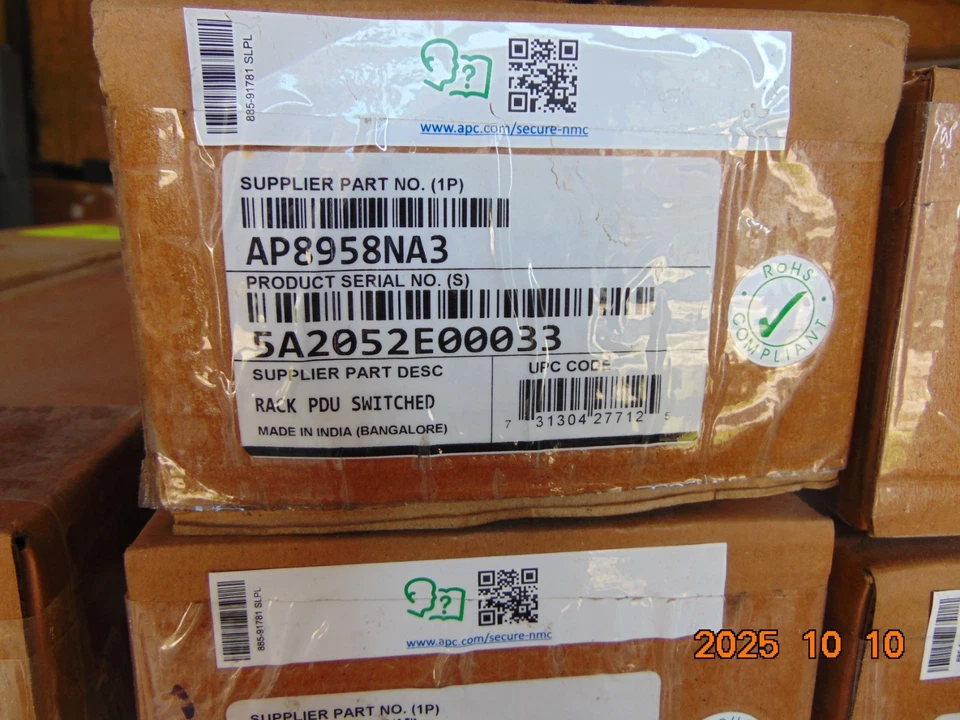 885-91781 SLPL
?
www.apc.com/secure-nmc
SUPPLIER PART NO. (1P)
AP8958NA3
PRODUCT SERIAL NO. (S)
5A2052E00033
SUPPLIER PART DESC
RACK PDU SWITCHED
MADE IN INDIA (BANGALORE)
UPC CODE
7 31304 27712 5
ROHS
COMPLIANT
885-91781 SLPL
?
www.apc.com/secure-nmc
SUPPLIER PART NO. (1P)
2025 10 10